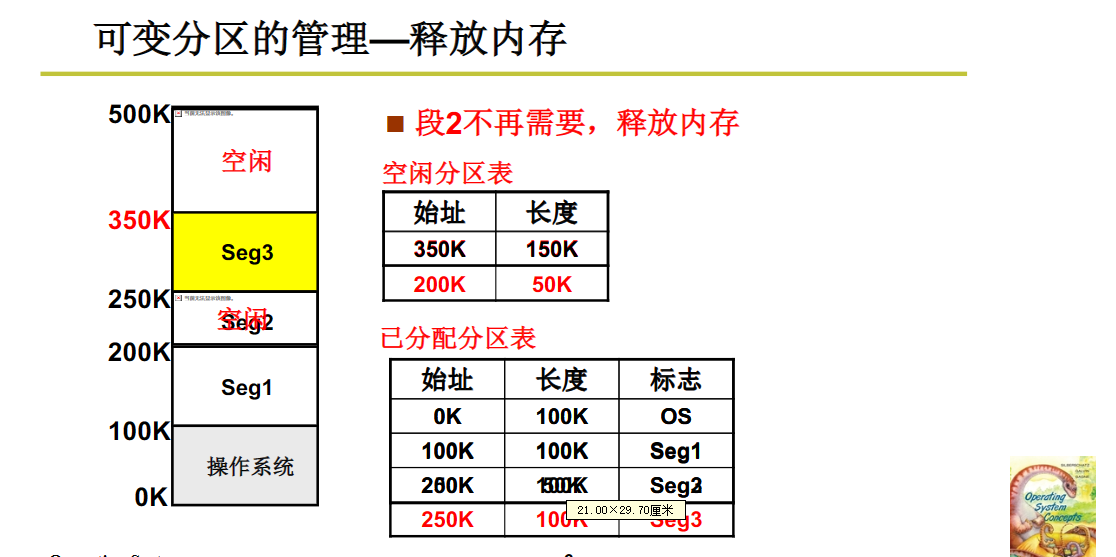 可变分区的管理—释放内存
500K
空闲
350K
Seg3
250K
空闲
Seg2
200K
Seg1
100K
操作系统
0K
■ 段2不再需要，释放内存
空闲分区表
始址 长度
350K 150K
200K 50K
已分配分区表
始址 长度 标志
0K 100K OS
100K 100K Seg1
250K 100K Seg3
21.00×29.70厘米
Operating System Concepts